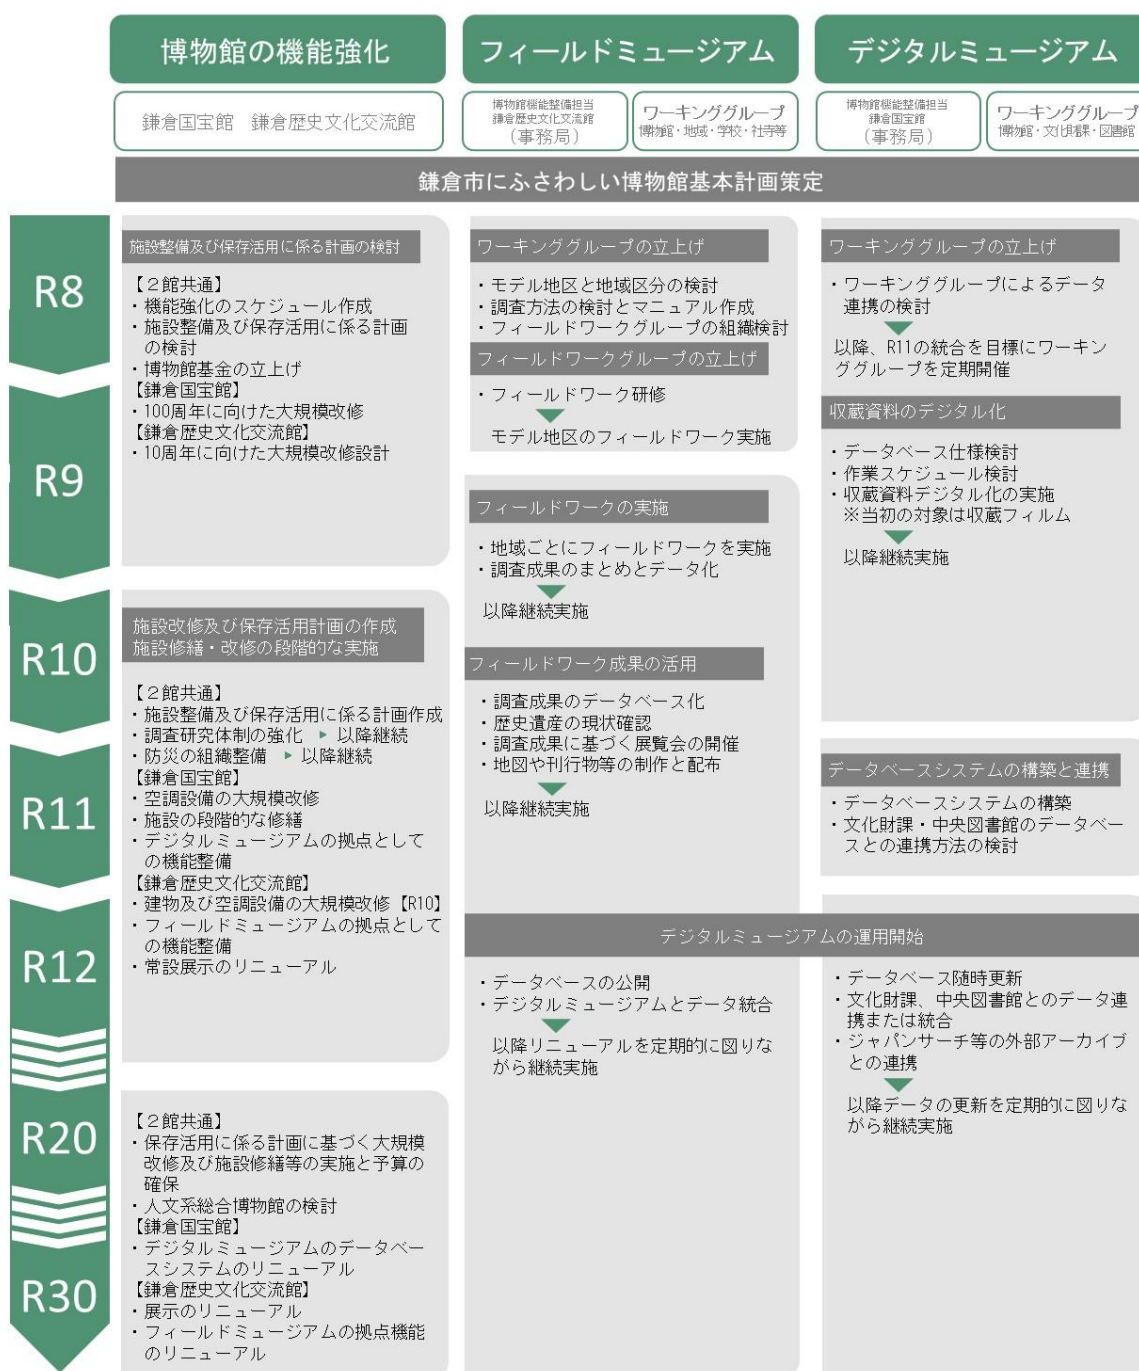 博物館の機能強化
フィールドミュージアム
デジタルミュージアム
鎌倉国宝館 鎌倉歴史文化交流館
博物館機能整備担当
鎌倉歴史文化交流館
(事務局)
ワーキンググループ
博物館・地域・学校・社寺等
博物館機能整備担当
鎌倉国宝館
(事務局)
ワーキンググループ
博物館・文化財課・図書館
鎌倉市にふさわしい博物館基本計画策定
R8
R9
R10
R11
R12
R20
R30
施設整備及び保存活用に係る計画の検討
【2館共通】
・機能強化のスケジュール作成
・施設整備及び保存活用に係る計画
の検討
・博物館基金の立上げ
【鎌倉国宝館】
・100周年に向けた大規模改修
【鎌倉歴史文化交流館】
・10周年に向けた大規模改修設計
施設改修及び保存活用計画の作成
施設修繕・改修の段階的な実施
【2館共通】
・施設整備及び保存活用に係る計画作成
・調査研究体制の強化 ▶ 以降継続
・防災の組織整備 ▶ 以降継続
【鎌倉国宝館】
・空調設備の大規模改修
・施設の段階的な修繕
・デジタルミュージアムの拠点として
の機能整備
【鎌倉歴史文化交流館】
・建物及び空調設備の大規模改修【R10】
・フィールドミュージアムの拠点として
の機能整備
・常設展示のリニューアル
【2館共通】
・保存活用に係る計画に基づく大規模
改修及び施設修繕等の実施と予算の
確保
・人文系総合博物館の検討
【鎌倉国宝館】
・デジタルミュージアムのデータベー
スシステムのリニューアル
【鎌倉歴史文化交流館】
・展示のリニューアル
・フィールドミュージアムの拠点機能
のリニューアル
ワーキンググループの立上げ
・モデル地区と地域区分の検討
・調査方法の検討とマニュアル作成
・フィールドワークグループの組織検討
フィールドワークグループの立上げ
・フィールドワーク研修
モデル地区のフィールドワーク実施
フィールドワークの実施
・地域ごとにフィールドワークを実施
・調査成果のまとめとデータ化
以降継続実施
フィールドワーク成果の活用
・調査成果のデータベース化
・歴史遺産の現状確認
・調査成果に基づく展覧会の開催
・地図や刊行物等の制作と配布
以降継続実施
ワーキンググループの立上げ
・ワーキンググループによるデータ
連携の検討
以降、R11の統合を目標にワーキン
ググループを定期開催
収蔵資料のデジタル化
・データベース仕様検討
・作業スケジュール検討
・収蔵資料デジタル化の実施
※当初の対象は収蔵フィルム
以降継続実施
データベースシステムの構築と連携
・データベースシステムの構築
・文化財課・中央図書館のデータベー
スとの連携方法の検討
デジタルミュージアムの運用開始
・データベースの公開
・デジタルミュージアムとデータ統合
以降リニューアルを定期的に図りな
がら継続実施
・データベース随時更新
・文化財課、中央図書館とのデータ連
携または統合
・ジャパンサーチ等の外部アーカイブ
との連携
以降データの更新を定期的に図りな
がら継続実施